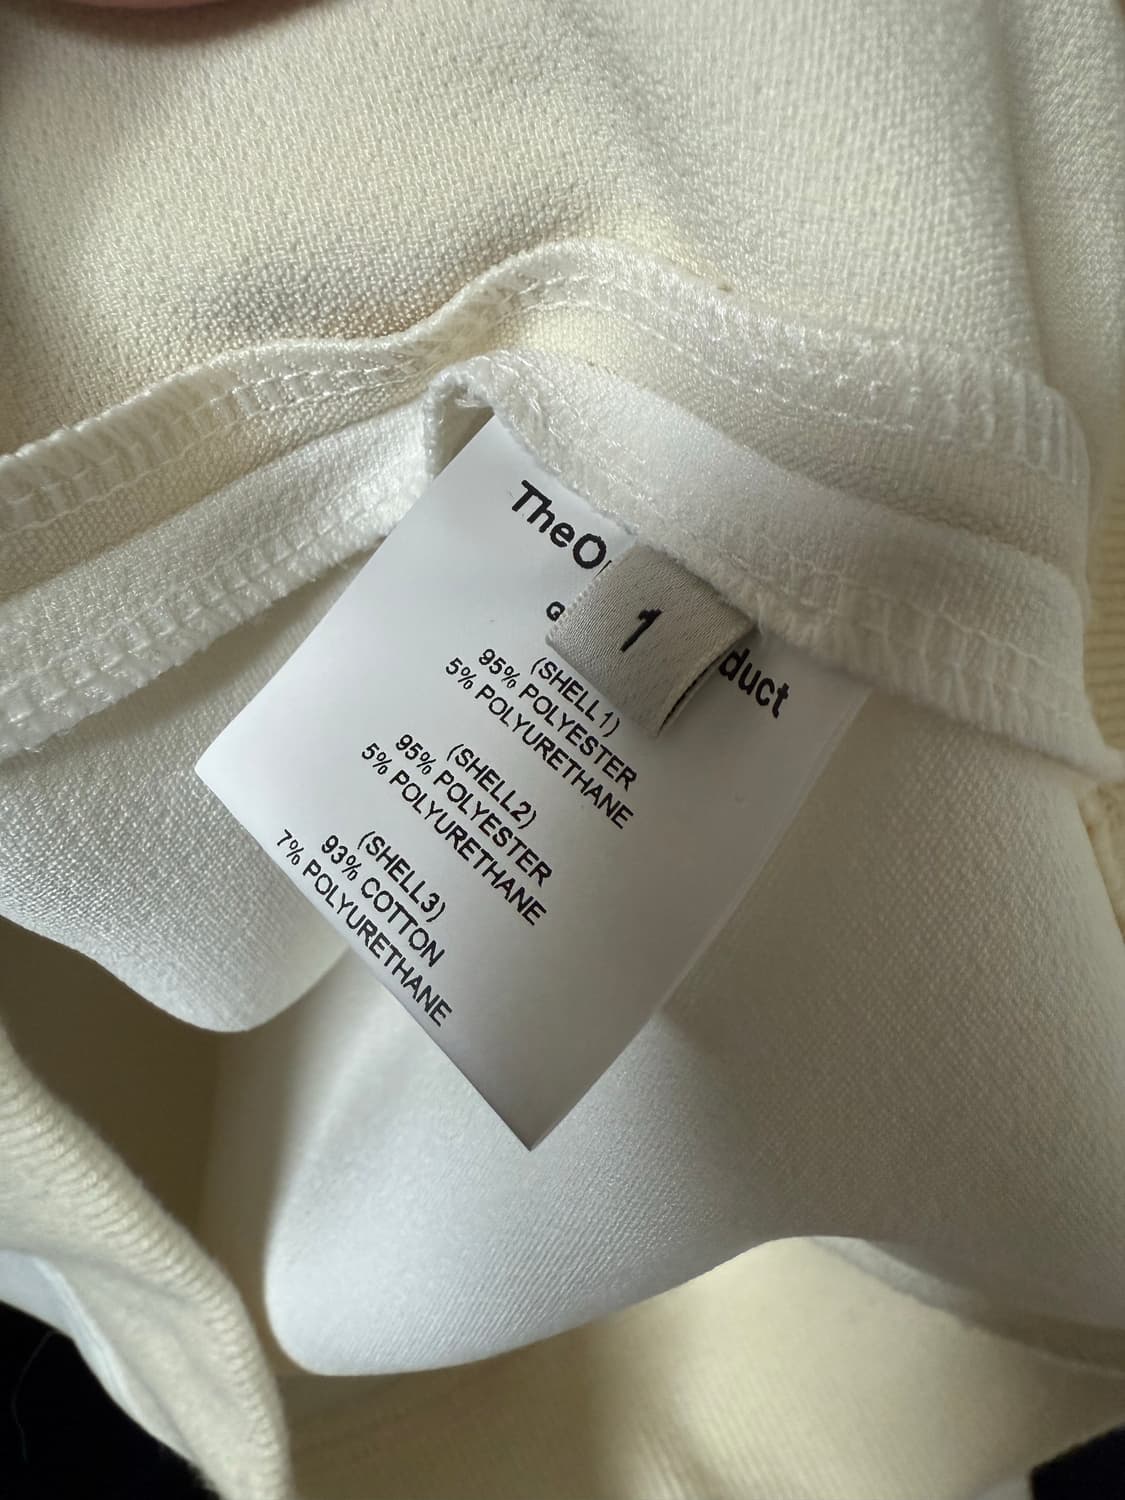 TheO
duct
1
(SHELL1)
95% POLYESTER
5% POLYURETHANE
(SHELL2)
95% POLYESTER
5% POLYURETHANE
(SHELL3)
93% COTTON
7% POLYURETHANE